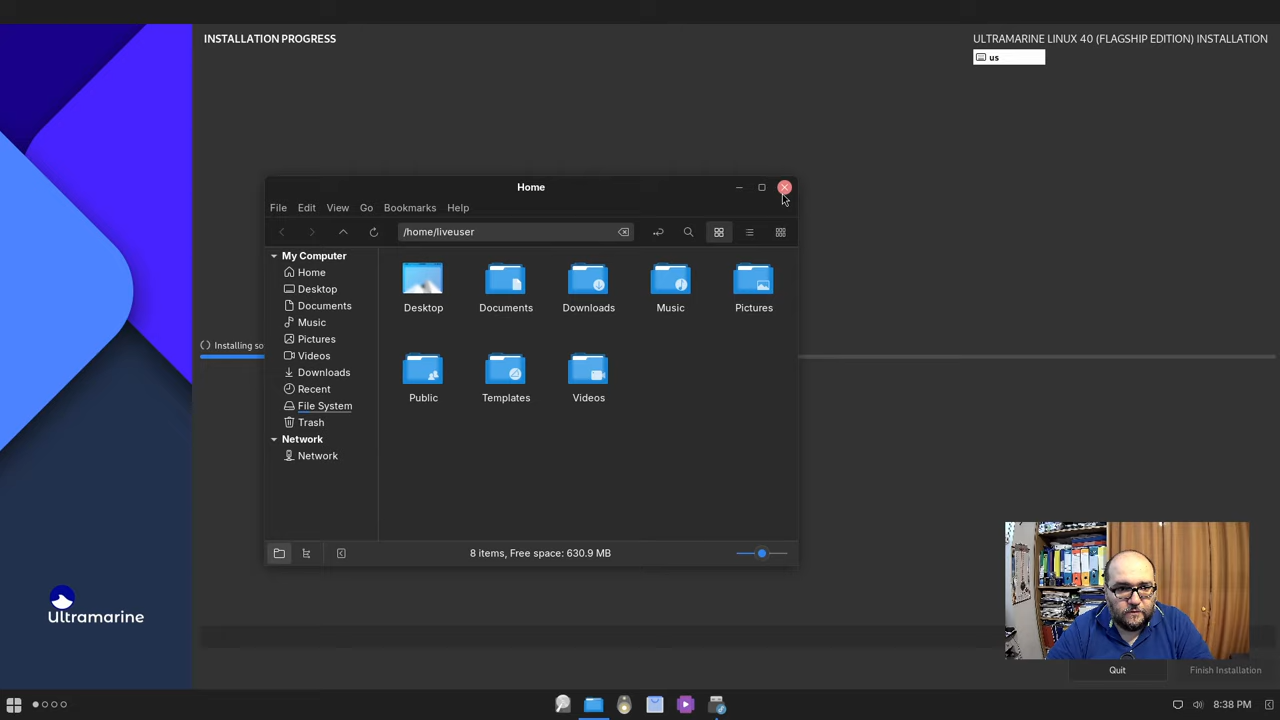 INSTALLATION PROGRESS
ULTRAMARINE LINUX 40 (FLAGSHIP EDITION) INSTALLATION
us
Home
File Edit View Go Bookmarks Help
/home/liveuser
My Computer
Home
Desktop
Documents
Music
Pictures
Videos
Downloads
Recent
File System
Trash
Network
Network
Desktop Documents Downloads Music Pictures
Public Templates Videos
Installing so
8 items, Free space: 630.9 MB
Ultramarine
Quit
Finish Installation
8:38 PM